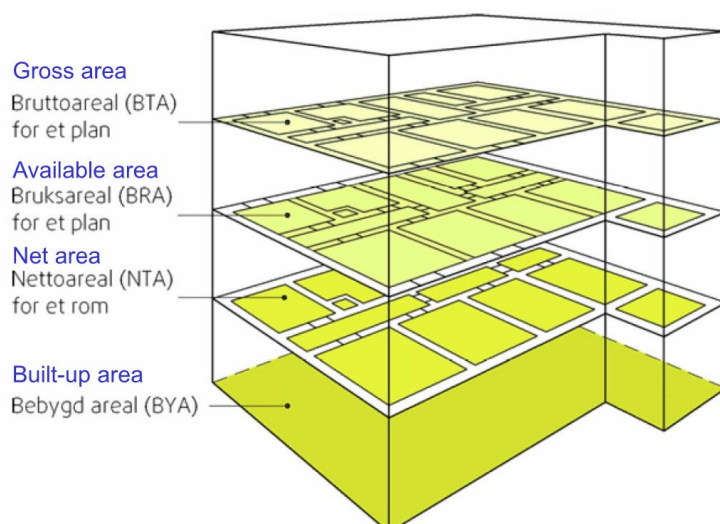 Gross area
Bruttoareal (BTA)
for et plan
Available area
Bruksareal (BRA)
for et plan
Net area
Nettoareal (NTA)
for et rom
Built-up area
Bebygd areal (BYA)